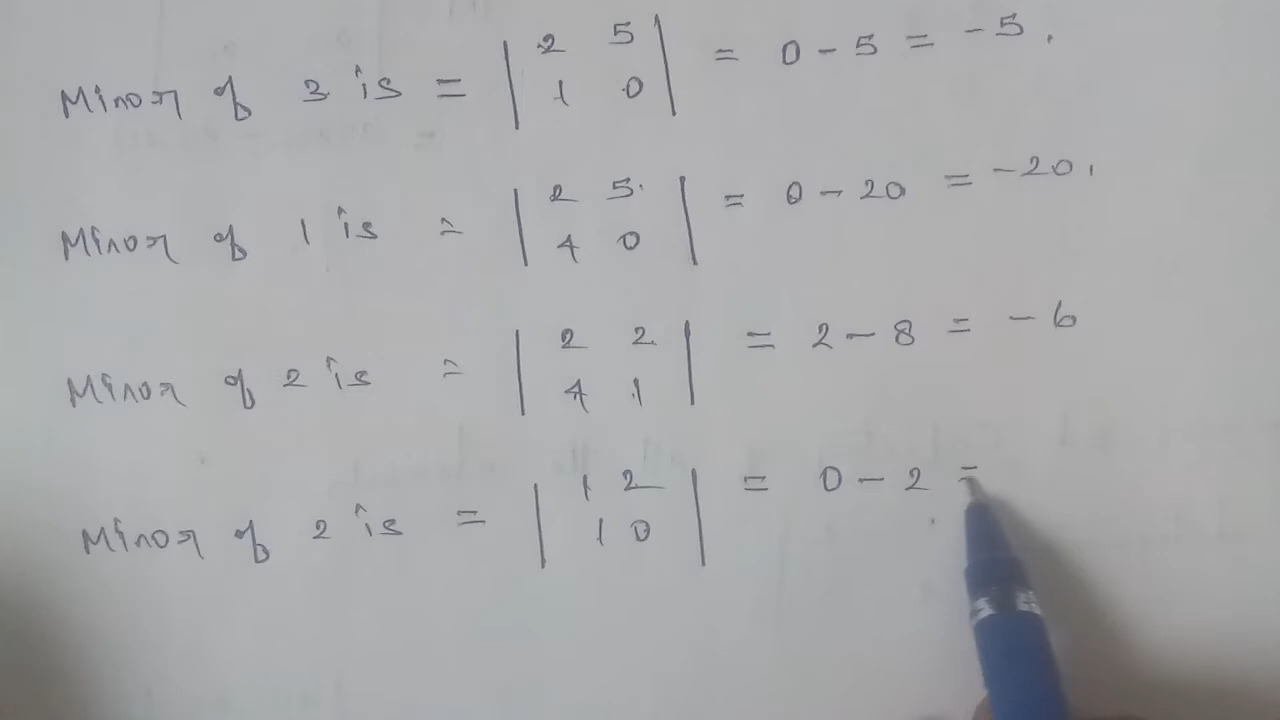 Minor of 3 is = | 2 5 | = 0 - 5 = -5.
1 0
Minor of 1 is = | 2 5 | = 0 - 20 = -20.
4 0
Minor of 2 is = | 2 2 | = 2 - 8 = -6
4 1
Minor of 2 is = | 1 2 | = 0 - 2 =
1 0